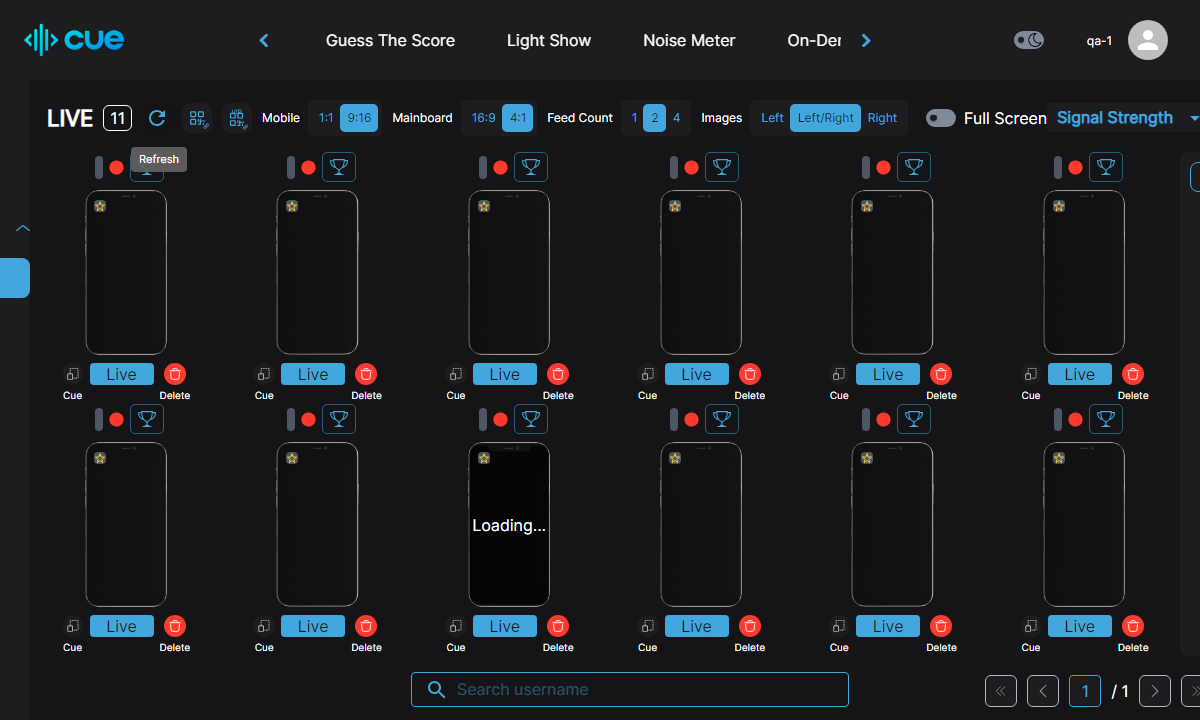 cue
Guess The Score
Light Show
Noise Meter
On-Der
qa-1
LIVE 11
Mobile 1:1 9:16
Mainboard 16:9 4:1
Feed Count 1 2 4
Images Left Left/Right Right
Full Screen
Signal Strength
Refresh
Live Live Live Live Live Live
Cue Delete Cue Delete Cue Delete Cue Delete Cue Delete Cue Delete
Loading...
Live Live Live Live Live Live
Cue Delete Cue Delete Cue Delete Cue Delete Cue Delete Cue Delete
Search username
1 / 1